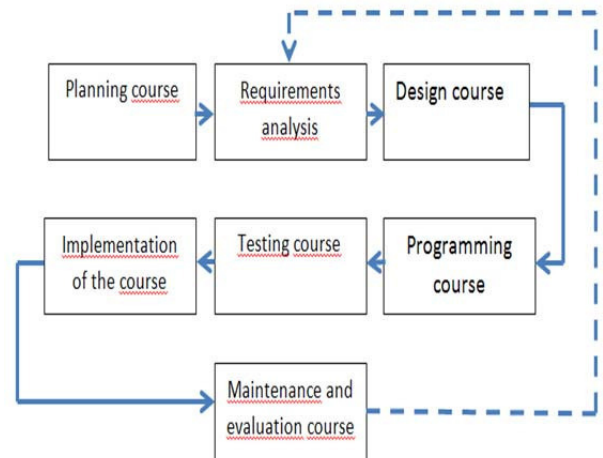 Planning course
Requirements
analysis
Design course
Programming
course
Testing course
Implementation
of the course
Maintenance and
evaluation course